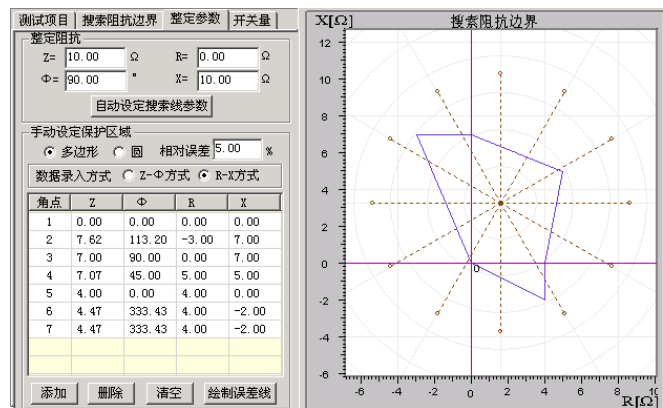 测试项目 搜索阻抗边界 整定参数 开关量
整定阻抗
Z= 10.00 Ω R= 0.00 Ω
Φ= 90.00 ° X= 10.00 Ω
自动设定搜索线参数
手动设定保护区域
多边形 圆 相对误差 5.00 %
数据录入方式 Z-Φ方式 R-X方式
角点 Z Φ R X
1 0.00 0.00 0.00 0.00
2 7.62 113.20 -3.00 7.00
3 7.00 90.00 0.00 7.00
4 7.07 45.00 5.00 5.00
5 4.00 0.00 4.00 0.00
6 4.47 333.43 4.00 -2.00
7 4.47 333.43 4.00 -2.00
添加 删除 清空 绘制误差线
X[Ω] 搜索阻抗边界
12
10
8
6
4
2
0
0
-2
-4
-6
-6 -4 -2 0 2 4 6 8 10
R[Ω]